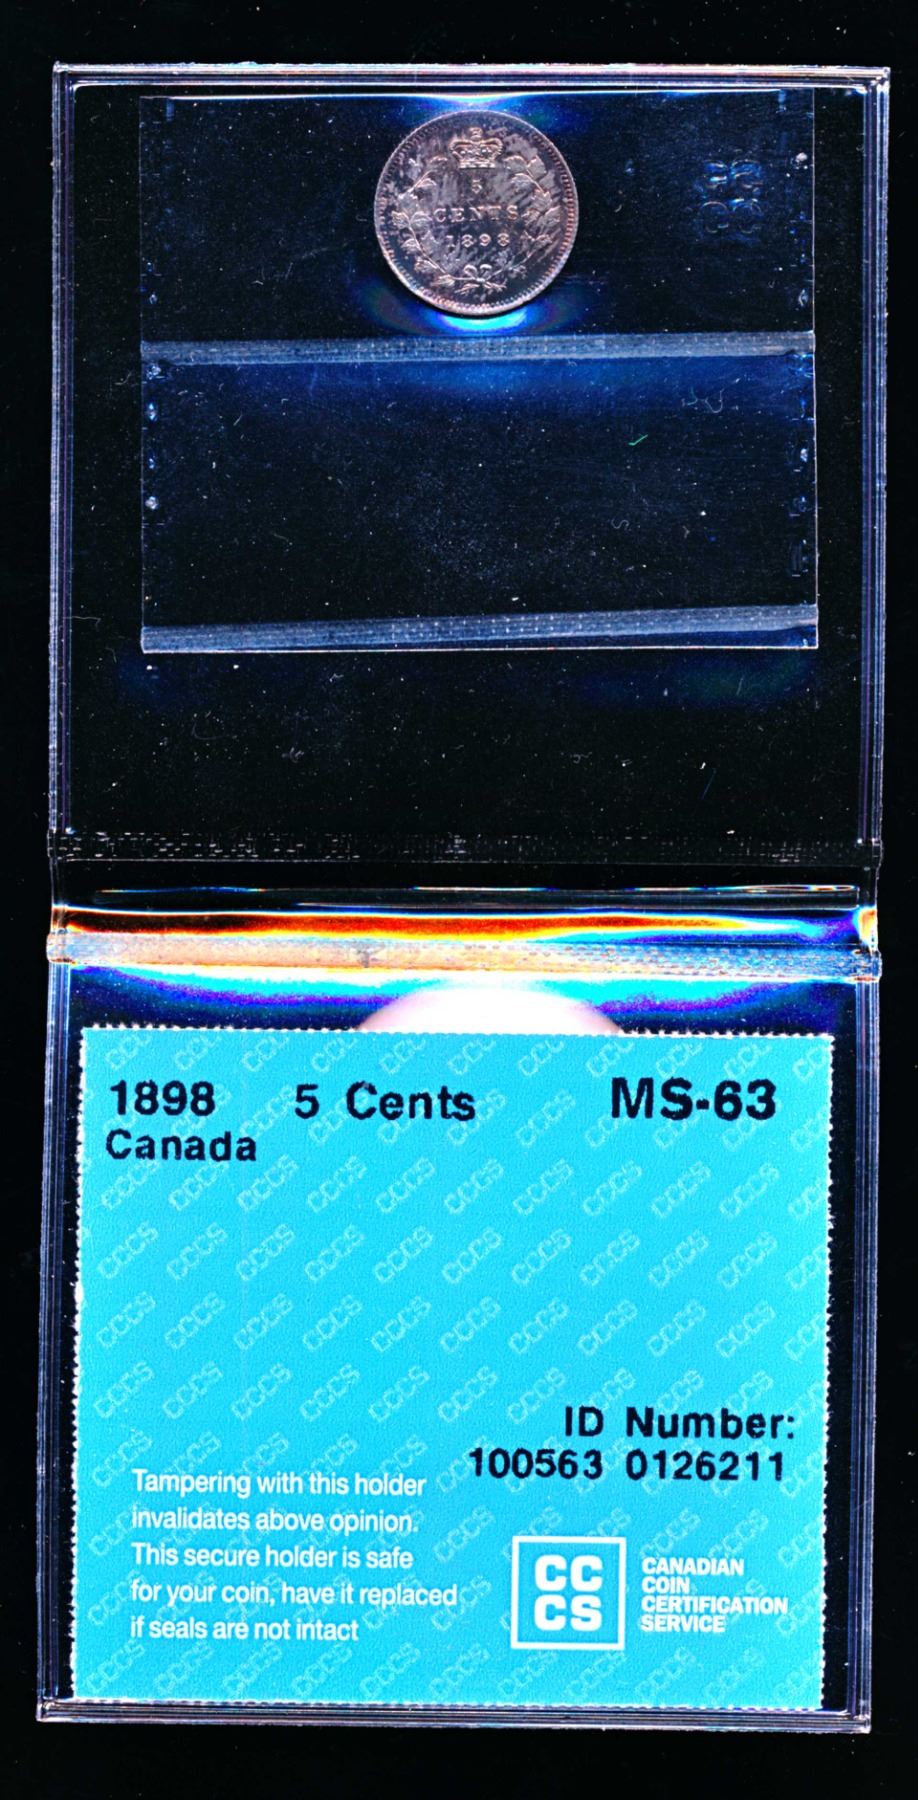 5
CENTS
1898
1898 5 Cents MS-63
Canada
ID Number:
100563 0126211
Tampering with this holder
invalidates above opinion.
This secure holder is safe
for your coin, have it replaced
if seals are not intact
CC
CS
CANADIAN
COIN
CERTIFICATION
SERVICE